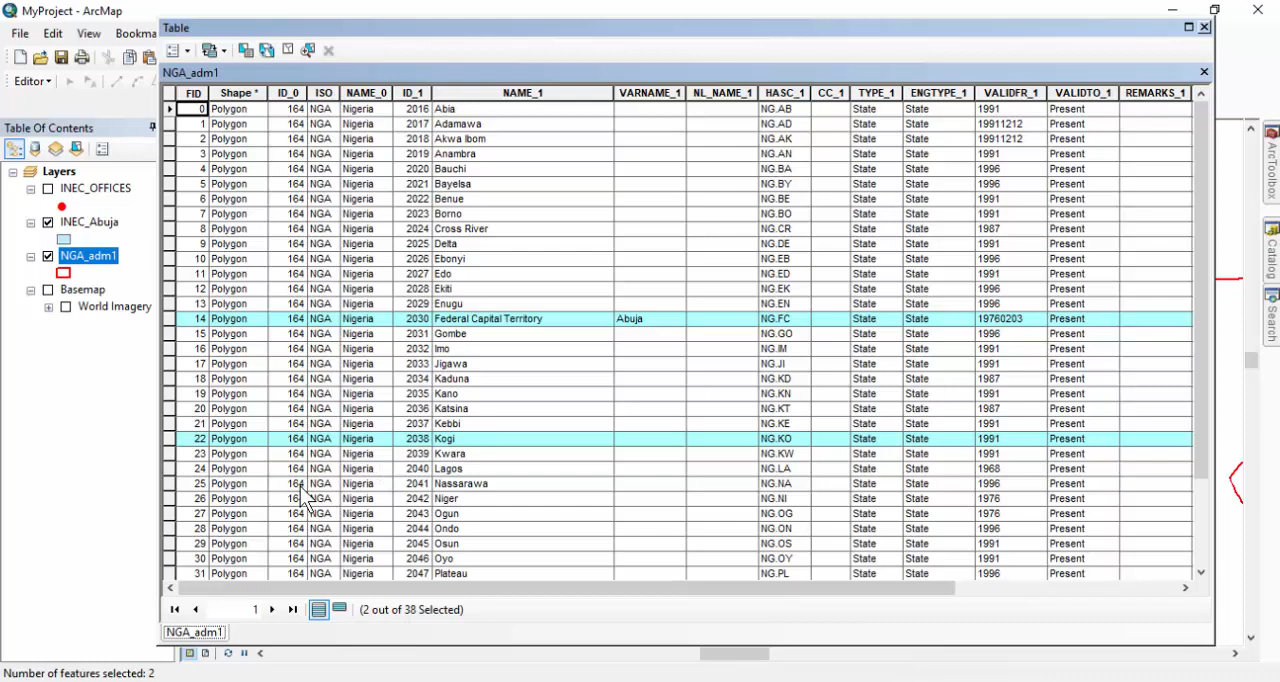 MyProject - ArcMap
File Edit View Bookma
Table
Editor
NGA_adm1
Table Of Contents
Layers
INEC_OFFICES
INEC_Abuja
NGA_adm1
Basemap
World Imagery
FID Shape * ID_0 ISO NAME_0 ID_1 NAME_1 VARNAME_1 NL_NAME_1 HASC_1 CC_1 TYPE_1 ENGTYPE_1 VALIDFR_1 VALIDTO_1 REMARKS_1
0 Polygon 164 NGA Nigeria 2016 Abia NG.AB State State 1991 Present
1 Polygon 164 NGA Nigeria 2017 Adamawa NG.AD State State 19911212 Present
2 Polygon 164 NGA Nigeria 2018 Akwa Ibom NG.AK State State 19911212 Present
3 Polygon 164 NGA Nigeria 2019 Anambra NG.AN State State 1991 Present
4 Polygon 164 NGA Nigeria 2020 Bauchi NG.BA State State 1996 Present
5 Polygon 164 NGA Nigeria 2021 Bayelsa NG.BY State State 1996 Present
6 Polygon 164 NGA Nigeria 2022 Benue NG.BE State State 1991 Present
7 Polygon 164 NGA Nigeria 2023 Borno NG.BO State State 1991 Present
8 Polygon 164 NGA Nigeria 2024 Cross River NG.CR State State 1987 Present
9 Polygon 164 NGA Nigeria 2025 Delta NG.DE State State 1991 Present
10 Polygon 164 NGA Nigeria 2026 Ebonyi NG.EB State State 1996 Present
11 Polygon 164 NGA Nigeria 2027 Edo NG.ED State State 1991 Present
12 Polygon 164 NGA Nigeria 2028 Ekiti NG.EK State State 1996 Present
13 Polygon 164 NGA Nigeria 2029 Enugu NG.EN State State 1996 Present
14 Polygon 164 NGA Nigeria 2030 Federal Capital Territory Abuja NG.FC State State 19760203 Present
15 Polygon 164 NGA Nigeria 2031 Gombe NG.GO State State 1996 Present
16 Polygon 164 NGA Nigeria 2032 Imo NG.IM State State 1991 Present
17 Polygon 164 NGA Nigeria 2033 Jigawa NG.JI State State 1991 Present
18 Polygon 164 NGA Nigeria 2034 Kaduna NG.KD State State 1987 Present
19 Polygon 164 NGA Nigeria 2035 Kano NG.KN State State 1991 Present
20 Polygon 164 NGA Nigeria 2036 Katsina NG.KT State State 1987 Present
21 Polygon 164 NGA Nigeria 2037 Kebbi NG.KE State State 1991 Present
22 Polygon 164 NGA Nigeria 2038 Kogi NG.KO State State 1991 Present
23 Polygon 164 NGA Nigeria 2039 Kwara NG.KW State State 1991 Present
24 Polygon 164 NGA Nigeria 2040 Lagos NG.LA State State 1968 Present
25 Polygon 164 NGA Nigeria 2041 Nassarawa NG.NA State State 1996 Present
26 Polygon 164 NGA Nigeria 2042 Niger NG.NI State State 1976 Present
27 Polygon 164 NGA Nigeria 2043 Ogun NG.OG State State 1976 Present
28 Polygon 164 NGA Nigeria 2044 Ondo NG.ON State State 1996 Present
29 Polygon 164 NGA Nigeria 2045 Osun NG.OS State State 1991 Present
30 Polygon 164 NGA Nigeria 2046 Oyo NG.OY State State 1991 Present
31 Polygon 164 NGA Nigeria 2047 Plateau NG.PL State State 1996 Present
1 (2 out of 38 Selected)
NGA_adm1
Number of features selected: 2
ArcToolbox
Catalog
Search